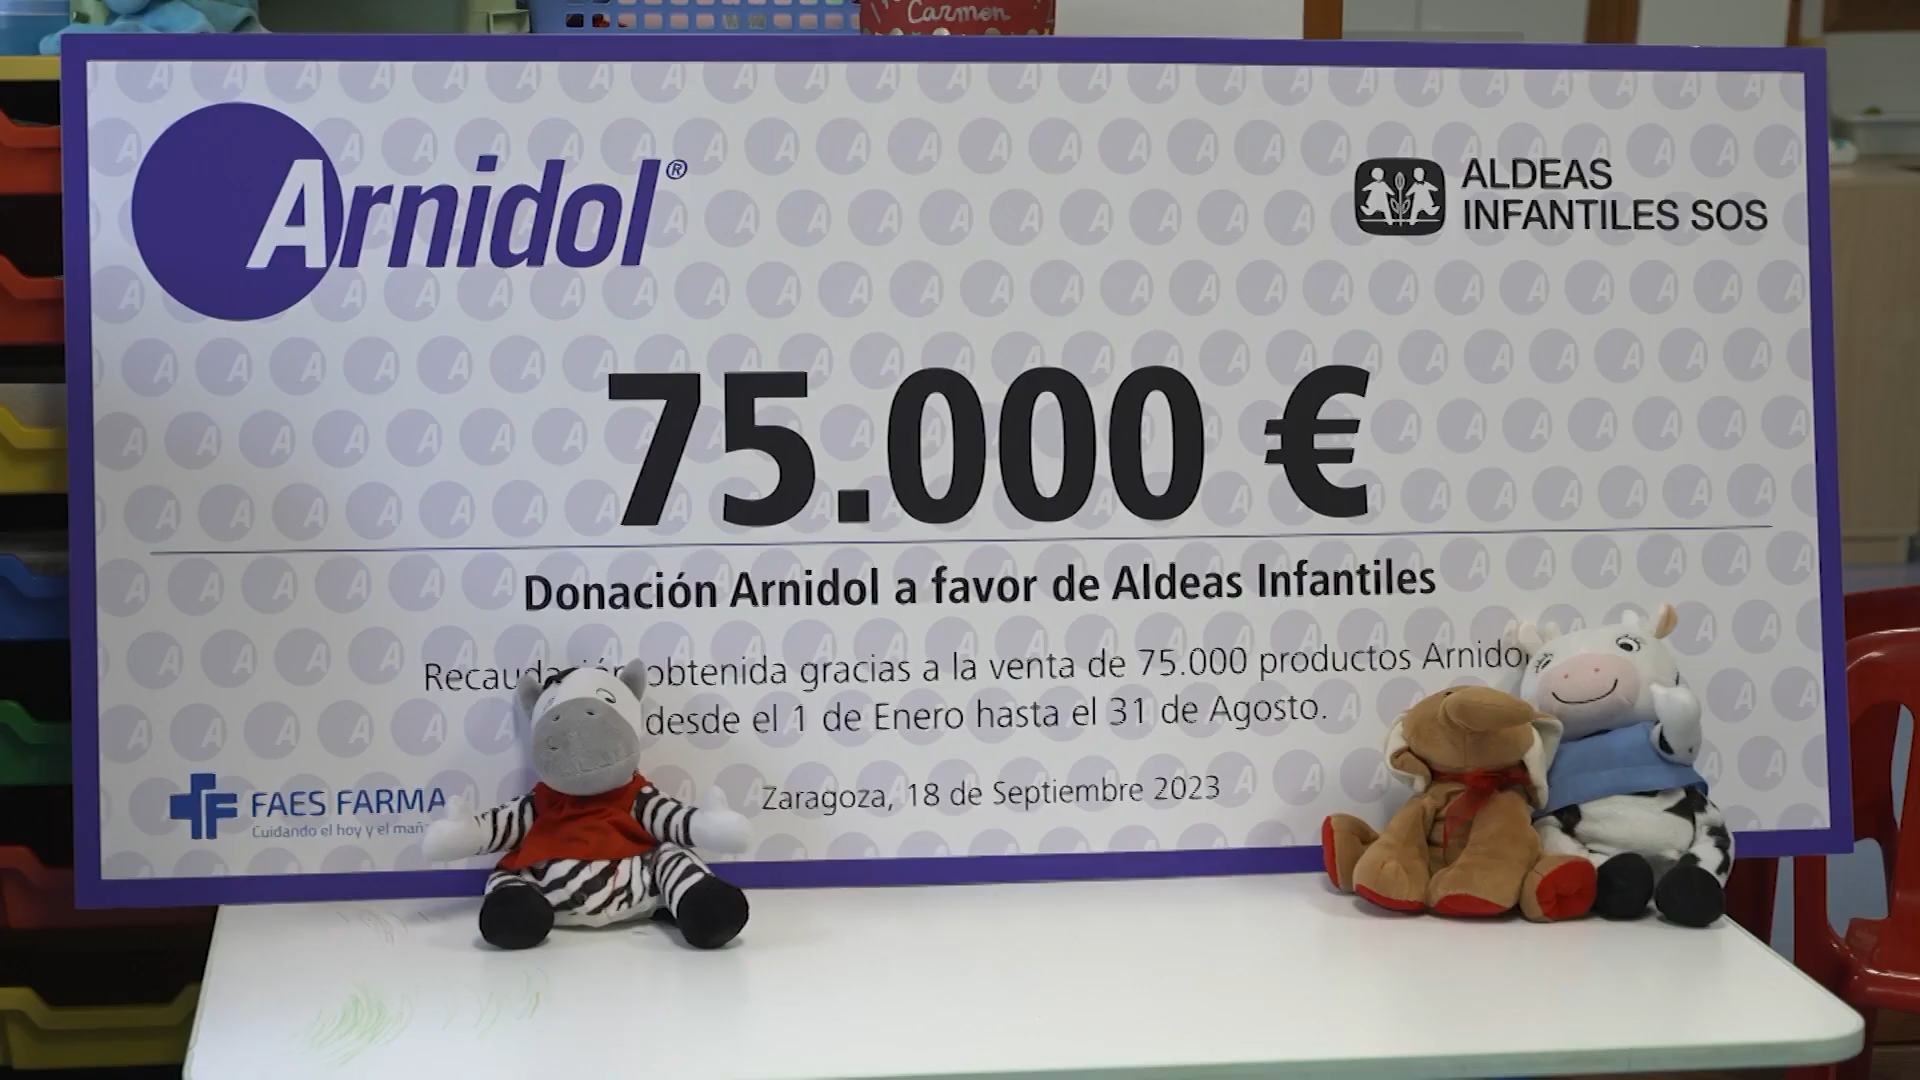 Carmen
Arnidol®
ALDEAS
INFANTILES SOS
75.000 €
Donación Arnidol a favor de Aldeas Infantiles
obtenida gracias a la venta de 75.000 productos Arnidol
desde el 1 de Enero hasta el 31 de Agosto.
Zaragoza, 18 de Septiembre 2023
FAES FARMA
Cuidando el hoy y el